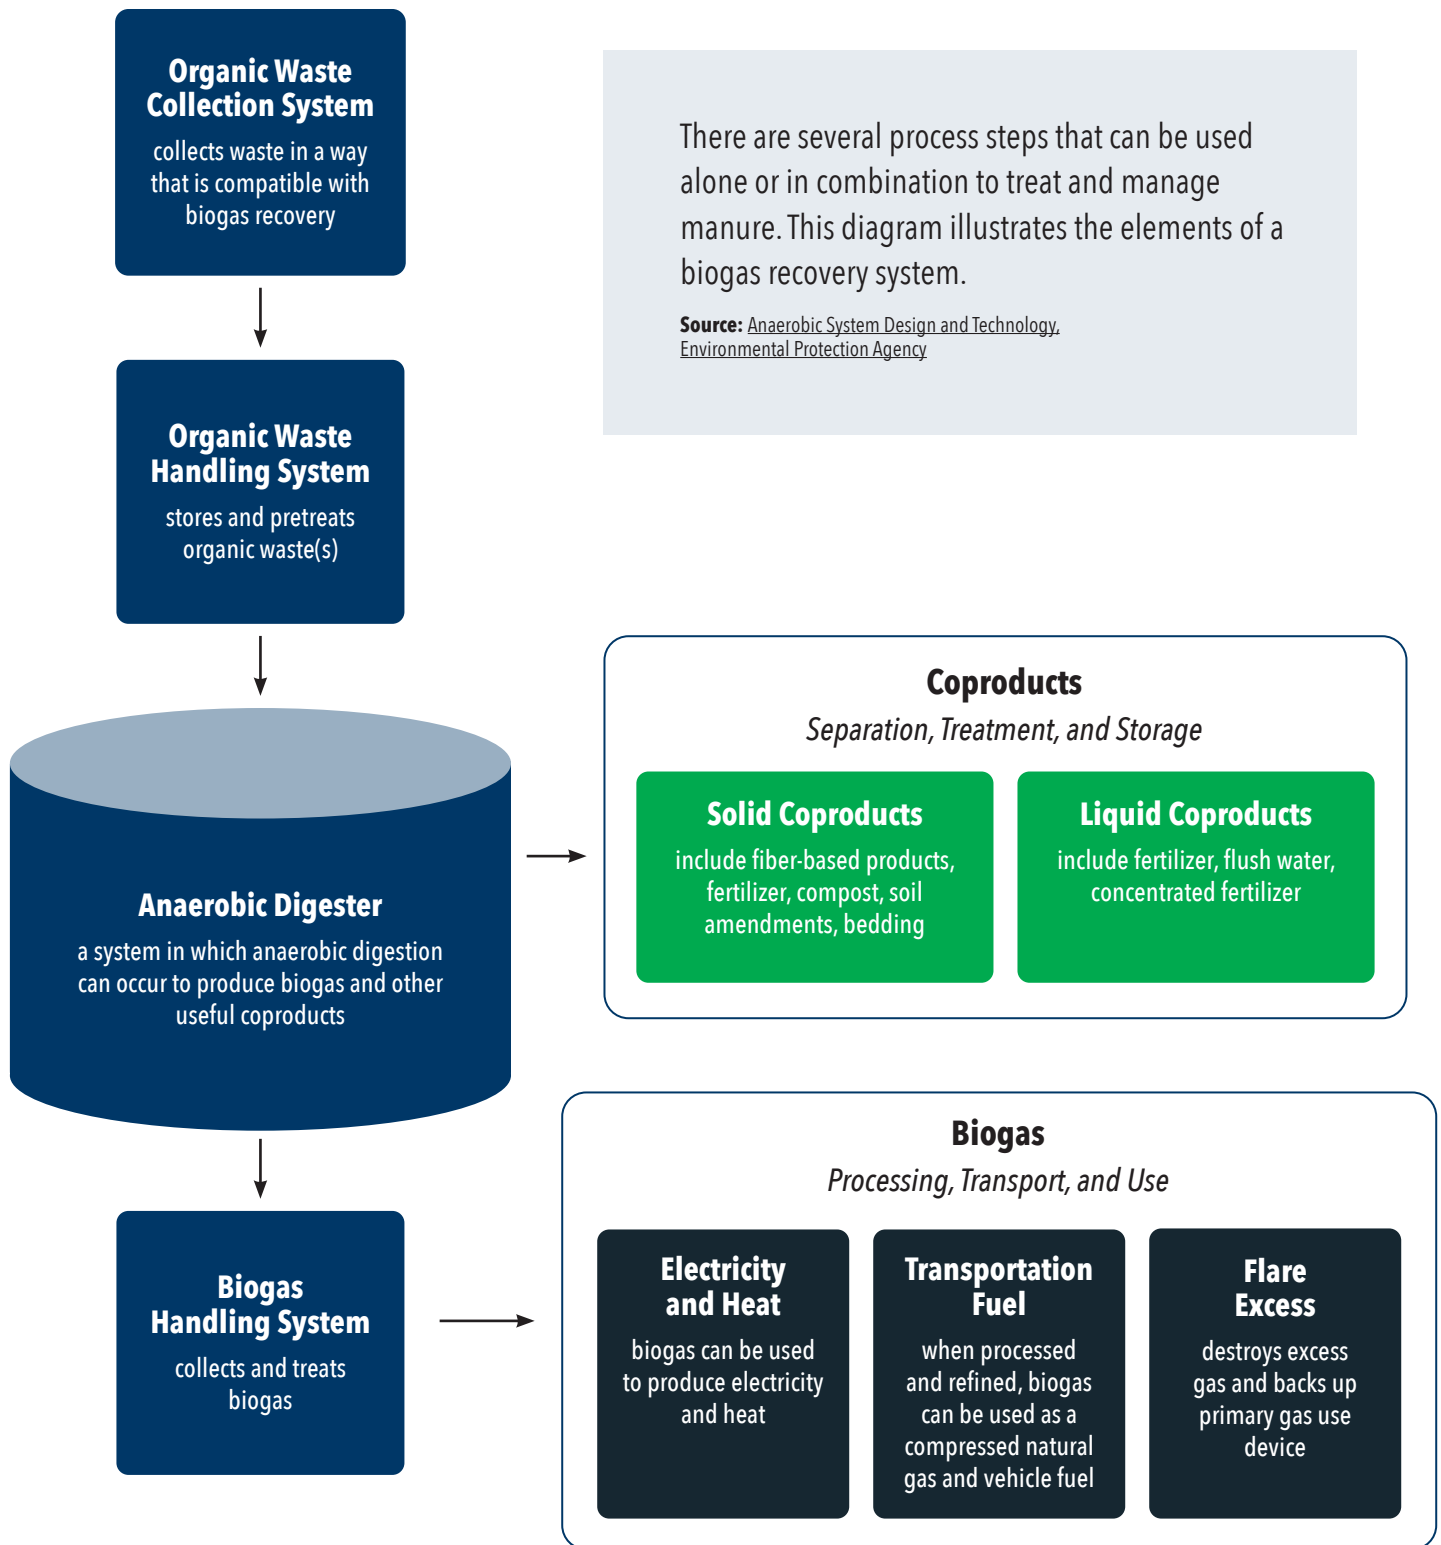 Organic Waste
Collection System
collects waste in a way
that is compatible with
biogas recovery
There are several process steps that can be used
alone or in combination to treat and manage
manure. This diagram illustrates the elements of a
biogas recovery system.
Source: Anaerobic System Design and Technology,
Environmental Protection Agency
Organic Waste
Handling System
stores and pretreats
organic waste(s)
Anaerobic Digester
a system in which anaerobic digestion
can occur to produce biogas and other
useful coproducts
Coproducts
Separation, Treatment, and Storage
Solid Coproducts
include fiber-based products,
fertilizer, compost, soil
amendments, bedding
Liquid Coproducts
include fertilizer, flush water,
concentrated fertilizer
Biogas
Handling System
collects and treats
biogas
Biogas
Processing, Transport, and Use
Electricity
and Heat
biogas can be used
to produce electricity
and heat
Transportation
Fuel
when processed
and refined, biogas
can be used as a
compressed natural
gas and vehicle fuel
Flare
Excess
destroys excess
gas and backs up
primary gas use
device